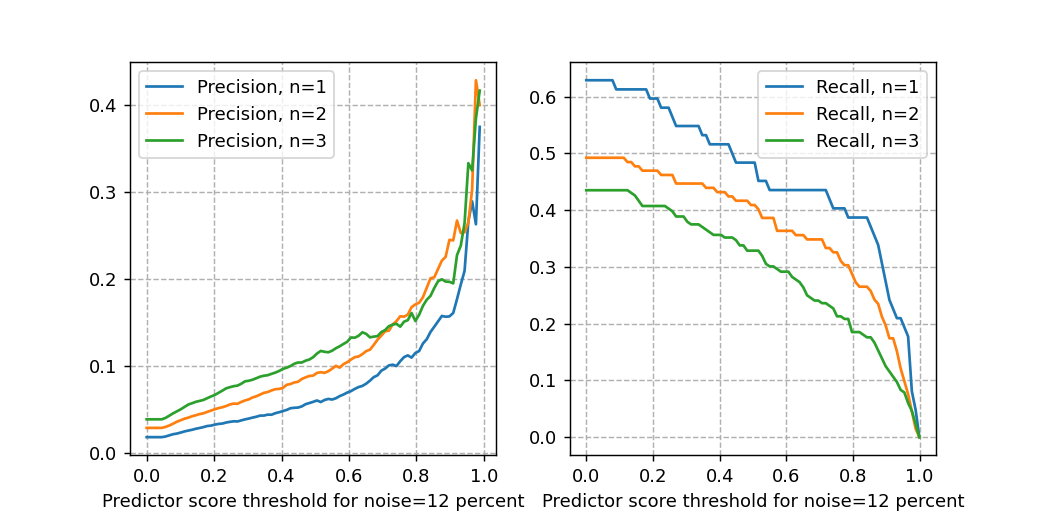 Precision, n=1
Precision, n=2
Precision, n=3
0.4
0.3
0.2
0.1
0.0
0.0 0.2 0.4 0.6 0.8 1.0
Predictor score threshold for noise=12 percent
Recall, n=1
Recall, n=2
Recall, n=3
0.6
0.5
0.4
0.3
0.2
0.1
0.0
0.0 0.2 0.4 0.6 0.8 1.0
Predictor score threshold for noise=12 percent